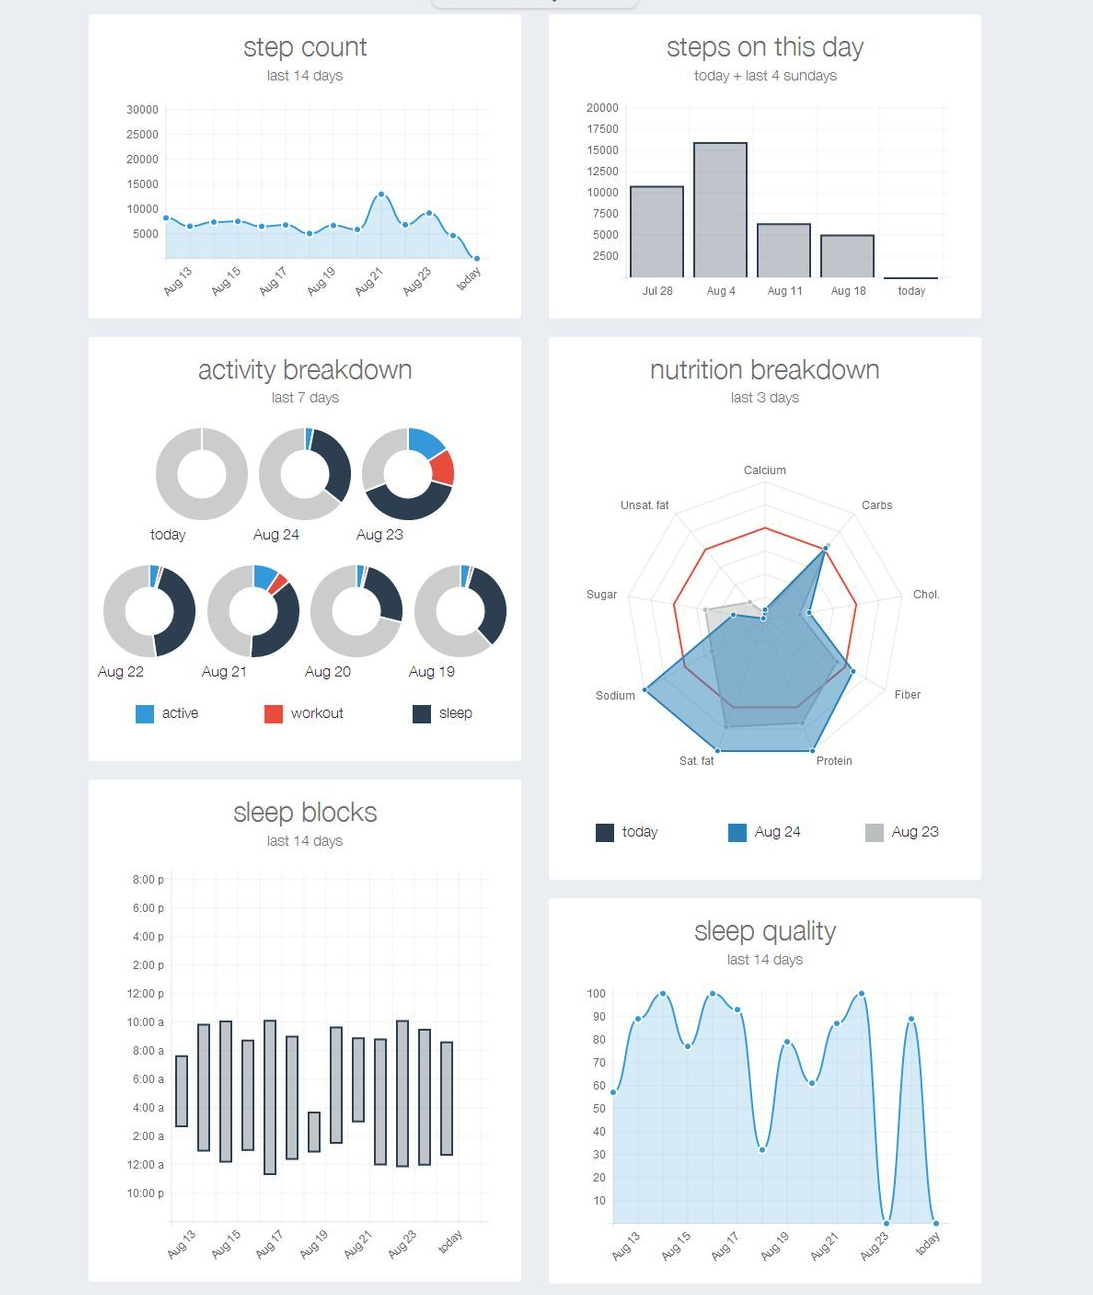 step count
last 14 days
30000
25000
20000
15000
10000
5000
Aug 13
Aug 15
Aug 17
Aug 19
Aug 21
Aug 23
today
steps on this day
today + last 4 sundays
20000
17500
15000
12500
10000
7500
5000
2500
Jul 28
Aug 4
Aug 11
Aug 18
today
activity breakdown
last 7 days
today
Aug 24
Aug 23
Aug 22
Aug 21
Aug 20
Aug 19
active
workout
sleep
nutrition breakdown
last 3 days
Calcium
Unsat. fat
Carbs
Sugar
Chol.
Sodium
Fiber
Sat. fat
Protein
today
Aug 24
Aug 23
sleep blocks
last 14 days
8:00 p
6:00 p
4:00 p
2:00 p
12:00 p
10:00 a
8:00 a
6:00 a
4:00 a
2:00 a
12:00 a
10:00 p
Aug 13
Aug 15
Aug 17
Aug 19
Aug 21
Aug 23
today
sleep quality
last 14 days
100
90
80
70
60
50
40
30
20
10
Aug 13
Aug 15
Aug 17
Aug 19
Aug 21
Aug 23
today